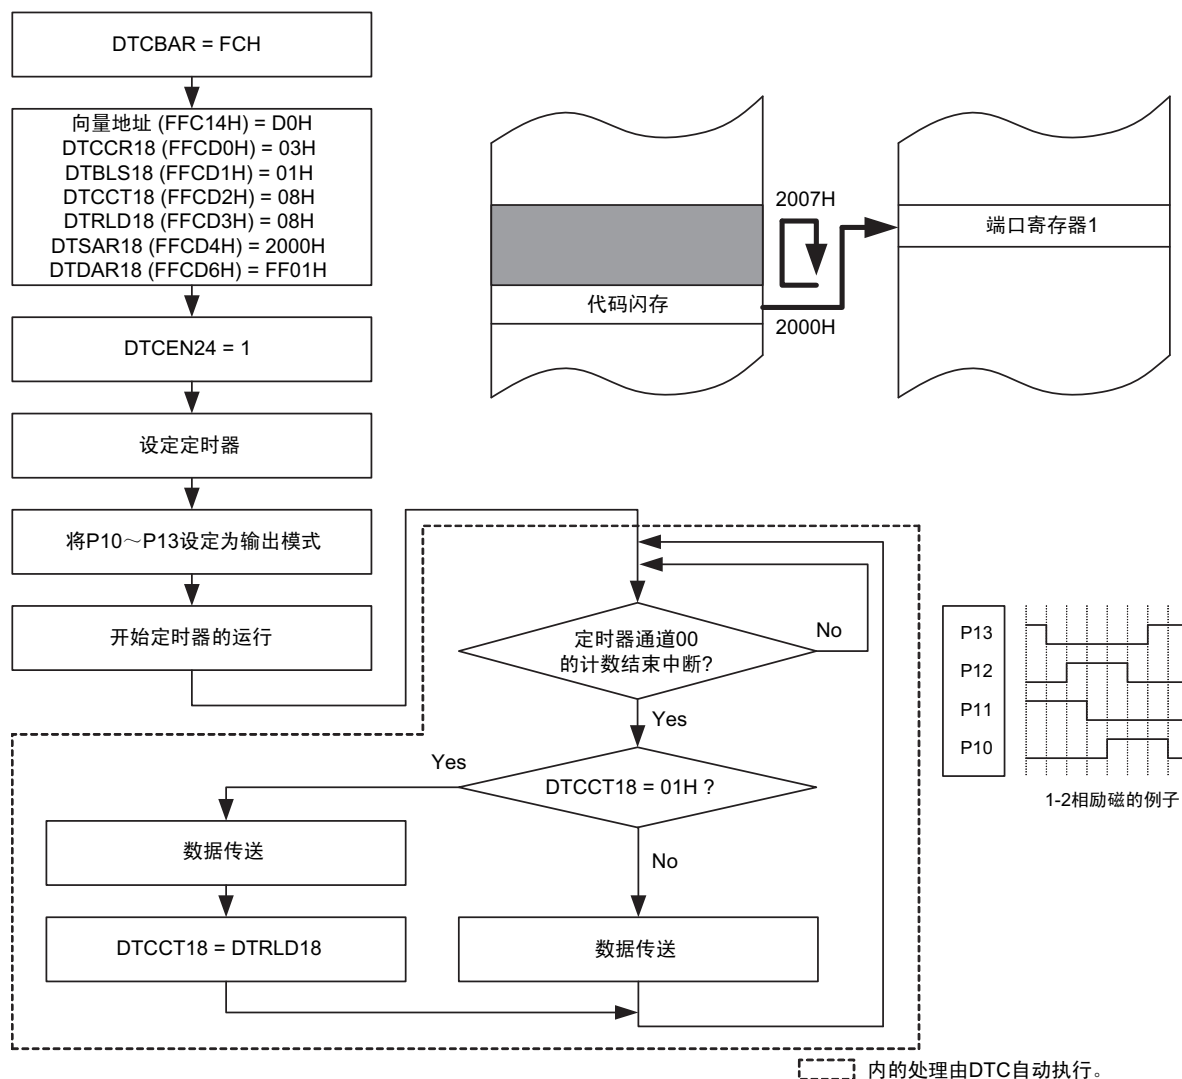 DTCBAR = FCH
向量地址 (FFC14H) = D0H
DTCCR18 (FFCD0H) = 03H
DTBLS18 (FFCD1H) = 01H
DTCCT18 (FFCD2H) = 08H
DTRLD18 (FFCD3H) = 08H
DTSAR18 (FFCD4H) = 2000H
DTDAR18 (FFCD6H) = FF01H
DTCEN24 = 1
设定定时器
将P10～P13设定为输出模式
开始定时器的运行
2007H
端口寄存器1
代码闪存
2000H
定时器通道00
的计数结束中断?
No
Yes
DTCCT18 = 01H ?
Yes
No
数据传送
DTCCT18 = DTRLD18
数据传送
P13
P12
P11
P10
1-2相励磁的例子
内的处理由DTC自动执行。